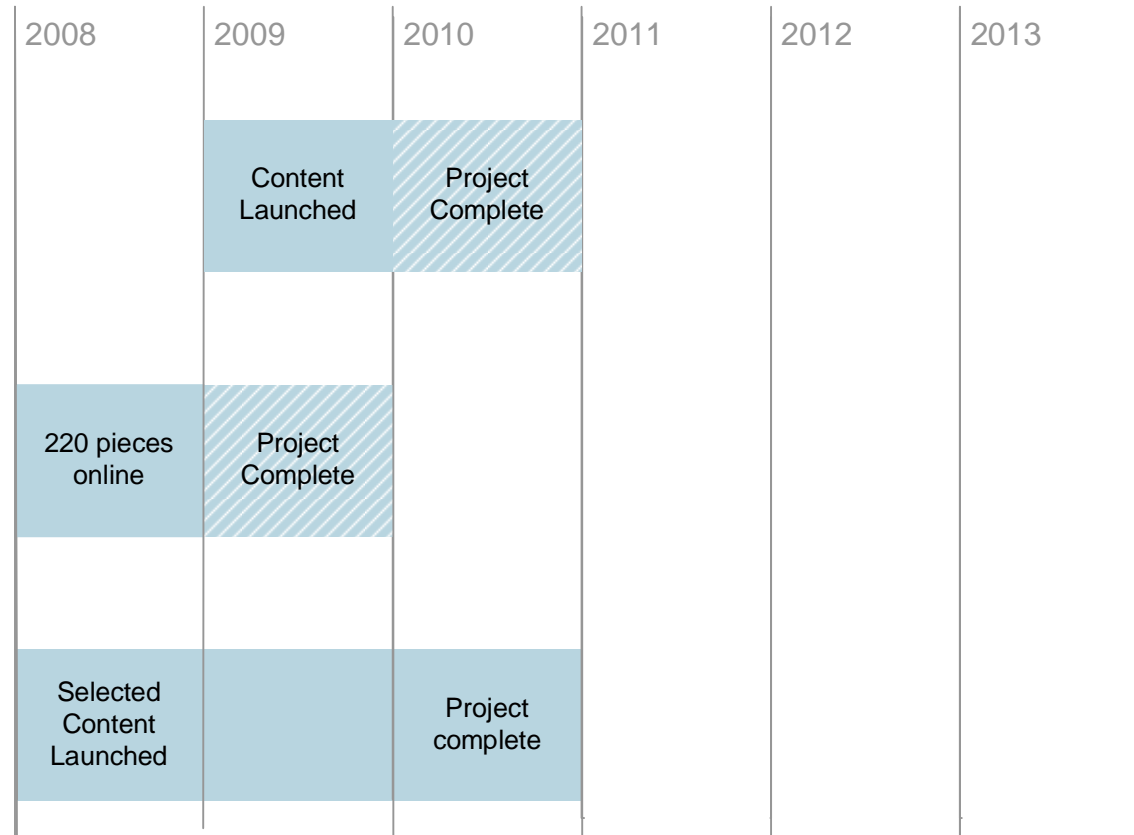 2008 2009 2010 2011 2012 2013
Content
Launched
Project
Complete
220 pieces
online
Project
Complete
Selected
Content
Launched
Project
complete